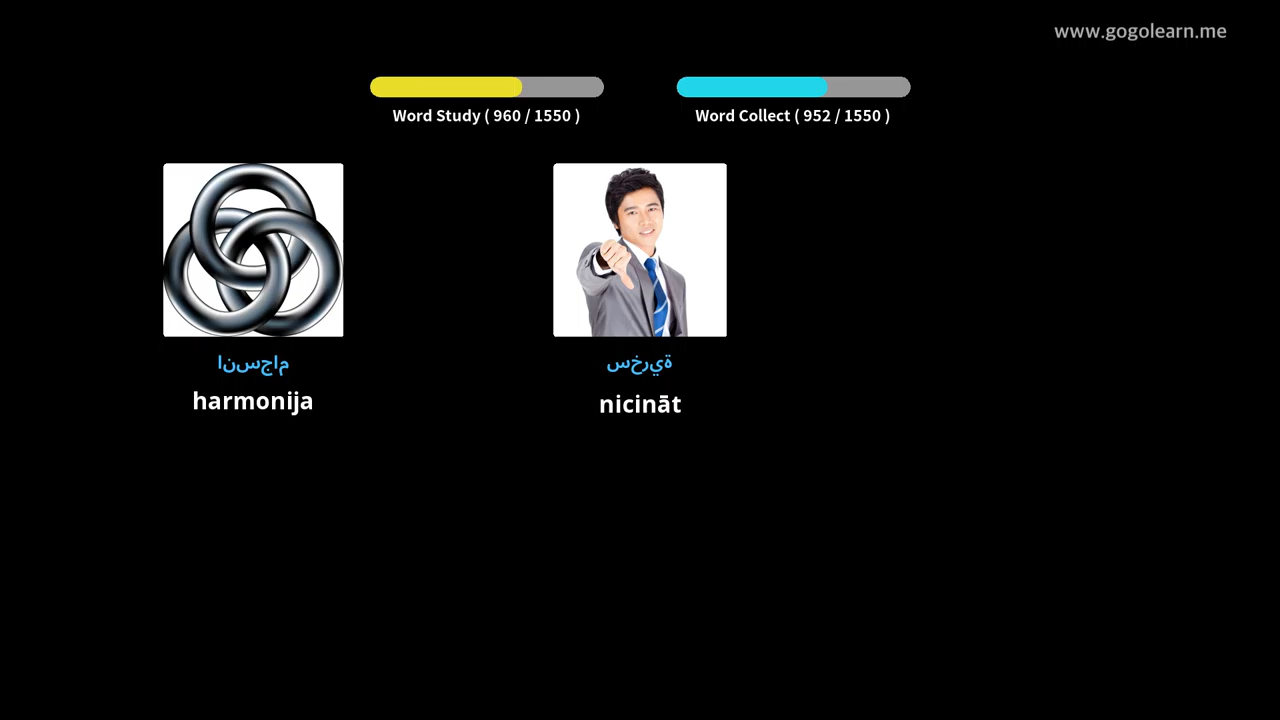 www.gogolearn.me
Word Study ( 960 / 1550 )
Word Collect ( 952 / 1550 )
انسجام
harmonija
سخرية
nicināt